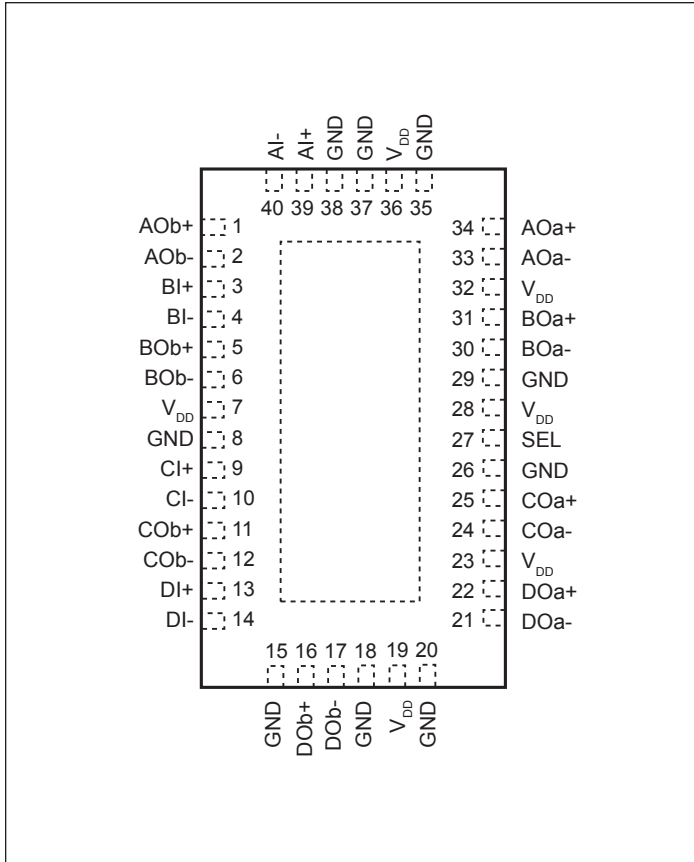 AI- AI+ GND GND VDD GND
40 39 38 37 36 35
AOb+ 1 34 AOa+
AOb- 2 33 AOa-
BI+ 3 32 VDD
BI- 4 31 BOa+
BOb+ 5 30 BOa-
BOb- 6 29 GND
VDD 7 28 VDD
GND 8 27 SEL
CI+ 9 26 GND
CI- 10 25 COa+
COb+ 11 24 COa-
COb- 12 23 VDD
DI+ 13 22 DOa+
DI- 14 21 DOa-
15 16 17 18 19 20
GND DOb+ DOb- GND VDD GND